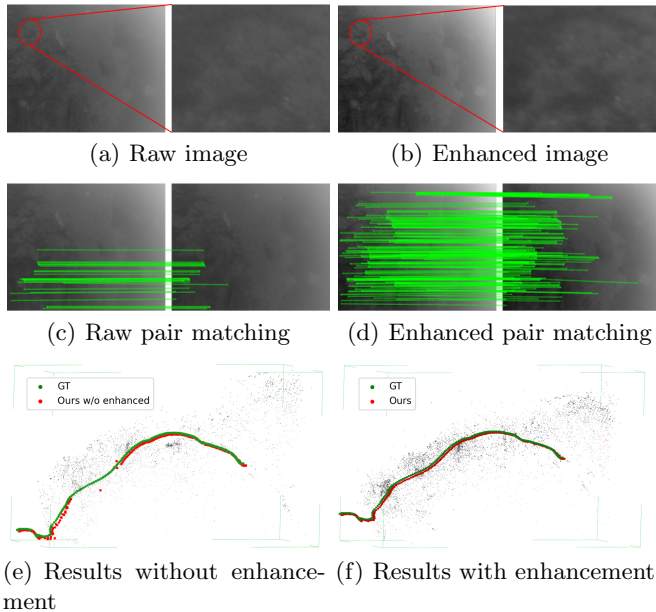 (a) Raw image
(b) Enhanced image
(c) Raw pair matching
(d) Enhanced pair matching
GT
Ours w/o enhanced
GT
Ours
(e) Results without enhance-
ment
(f) Results with enhancement